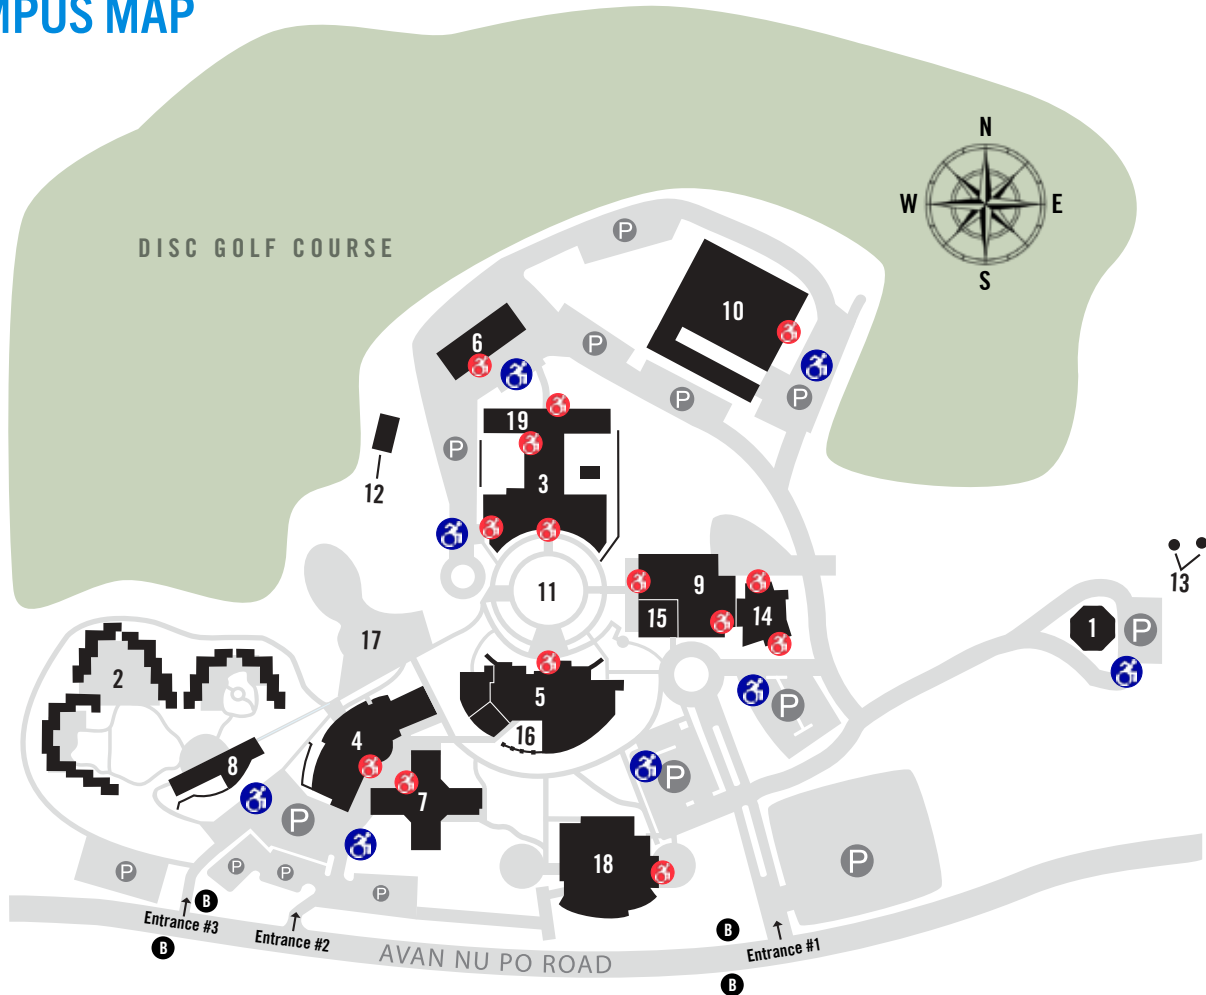 MPUS MAP
N
W
E
S
P
DISC GOLF COURSE
10
6
P
P
P
19
P
3
12
13
11
9
15
14
1
P
17
2
5
P
16
4
8
P
7
P
18
P
P
P
P
P
B
Entrance #3
B
Entrance #2
AVAN NU PO ROAD
B
Entrance #1
B